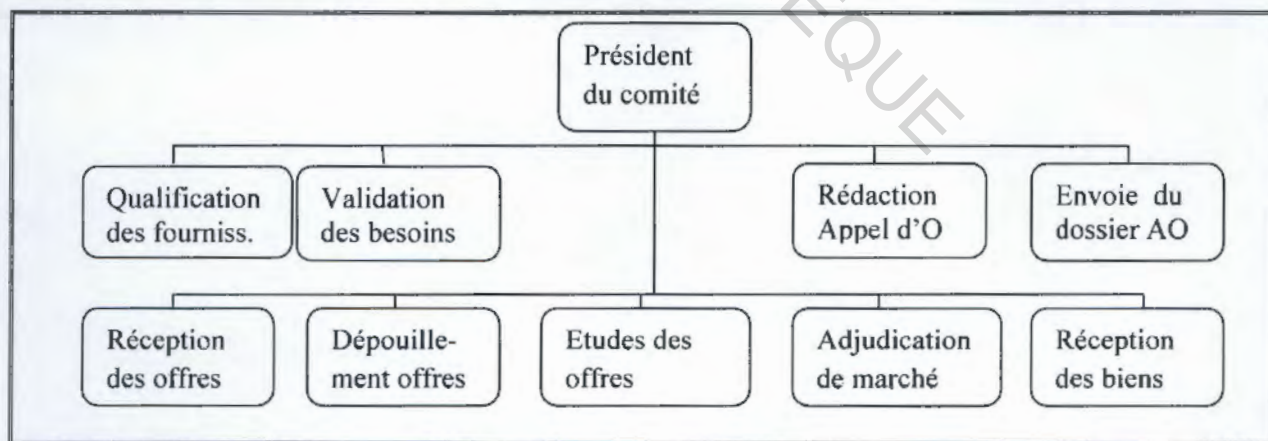 EQUE
Président
du comité
Qualification
des fourniss.
Validation
des besoins
Rédaction
Appel d'O
Envoie du
dossier AO
Réception
des offres
Dépouille-
ment offres
Etudes des
offres
Adjudication
de marché
Réception
des biens